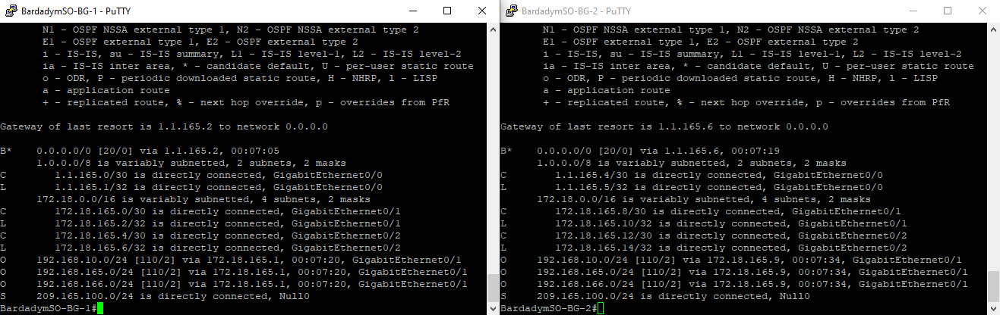 BardadymSO-BG-1 - PuTTY
N1 - OSPF NSSA external type 1, N2 - OSPF NSSA external type 2
E1 - OSPF external type 1, E2 - OSPF external type 2
i - IS-IS, su - IS-IS summary, L1 - IS-IS level-1, L2 - IS-IS level-2
ia - IS-IS inter area, * - candidate default, U - per-user static route
o - ODR, P - periodic downloaded static route, H - NHRP, l - LISP
a - application route
+ - replicated route, % - next hop override, p - overrides from PfR
Gateway of last resort is 1.1.165.2 to network 0.0.0.0
B* 0.0.0.0/0 [20/0] via 1.1.165.2, 00:07:05
1.0.0.0/8 is variably subnetted, 2 subnets, 2 masks
C 1.1.165.0/30 is directly connected, GigabitEthernet0/0
L 1.1.165.1/32 is directly connected, GigabitEthernet0/0
172.18.0.0/16 is variably subnetted, 4 subnets, 2 masks
C 172.18.165.0/30 is directly connected, GigabitEthernet0/1
L 172.18.165.2/32 is directly connected, GigabitEthernet0/1
C 172.18.165.4/30 is directly connected, GigabitEthernet0/2
L 172.18.165.6/32 is directly connected, GigabitEthernet0/2
O 192.168.10.0/24 [110/2] via 172.18.165.1, 00:07:20, GigabitEthernet0/1
O 192.168.165.0/24 [110/2] via 172.18.165.1, 00:07:20, GigabitEthernet0/1
O 192.168.166.0/24 [110/2] via 172.18.165.1, 00:07:20, GigabitEthernet0/1
S 209.165.100.0/24 is directly connected, Null0
BardadymSO-BG-1#
BardadymSO-BG-2 - PuTTY
N1 - OSPF NSSA external type 1, N2 - OSPF NSSA external type 2
E1 - OSPF external type 1, E2 - OSPF external type 2
i - IS-IS, su - IS-IS summary, L1 - IS-IS level-1, L2 - IS-IS level-2
ia - IS-IS inter area, * - candidate default, U - per-user static route
o - ODR, P - periodic downloaded static route, H - NHRP, l - LISP
a - application route
+ - replicated route, % - next hop override, p - overrides from PfR
Gateway of last resort is 1.1.165.6 to network 0.0.0.0
B* 0.0.0.0/0 [20/0] via 1.1.165.6, 00:07:19
1.0.0.0/8 is variably subnetted, 2 subnets, 2 masks
C 1.1.165.4/30 is directly connected, GigabitEthernet0/0
L 1.1.165.5/32 is directly connected, GigabitEthernet0/0
172.18.0.0/16 is variably subnetted, 4 subnets, 2 masks
C 172.18.165.8/30 is directly connected, GigabitEthernet0/1
L 172.18.165.10/32 is directly connected, GigabitEthernet0/1
C 172.18.165.12/30 is directly connected, GigabitEthernet0/2
L 172.18.165.14/32 is directly connected, GigabitEthernet0/2
O 192.168.10.0/24 [110/2] via 172.18.165.9, 00:07:34, GigabitEthernet0/1
O 192.168.165.0/24 [110/2] via 172.18.165.9, 00:07:34, GigabitEthernet0/1
O 192.168.166.0/24 [110/2] via 172.18.165.9, 00:07:34, GigabitEthernet0/1
S 209.165.100.0/24 is directly connected, Null0
BardadymSO-BG-2#